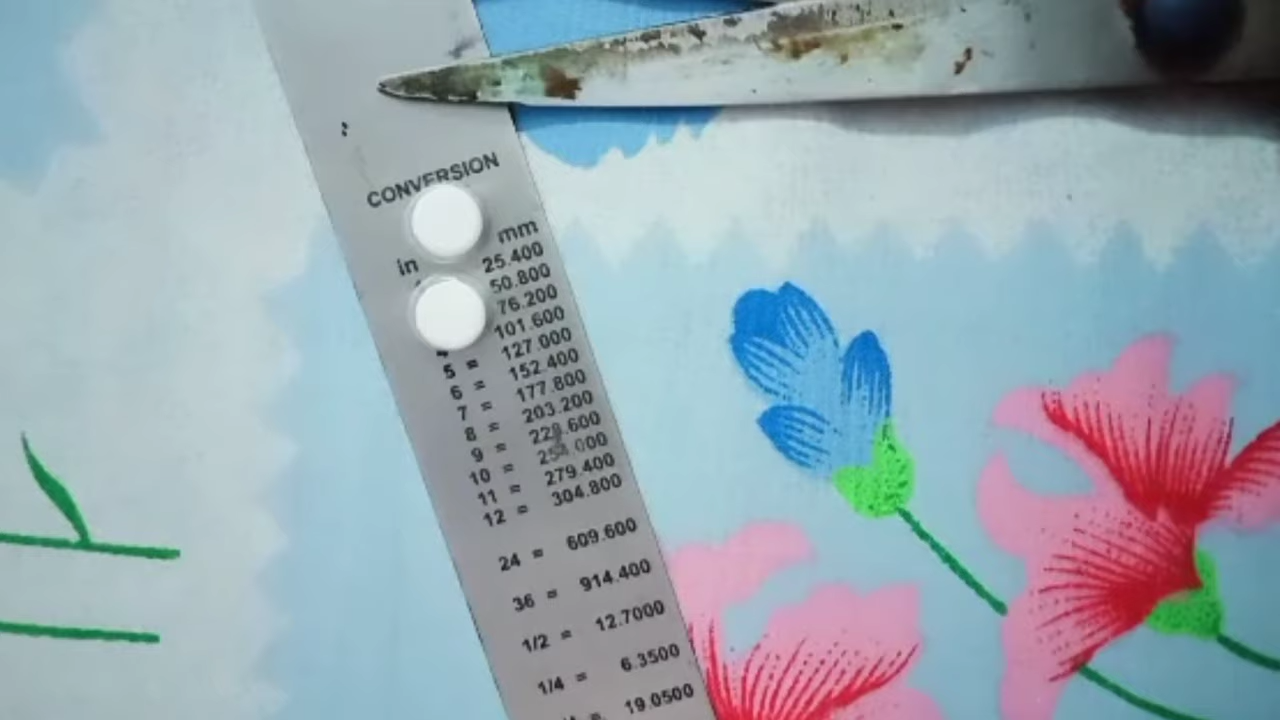 CONVERSION
in mm
25.400
50.800
76.200
101.600
5 = 127.000
6 = 152.400
7 = 177.800
8 = 203.200
9 = 228.600
10 = 254.000
11 = 279.400
12 = 304.800
24 = 609.600
36 = 914.400
1/2 = 12.7000
1/4 = 6.3500
= 19.0500